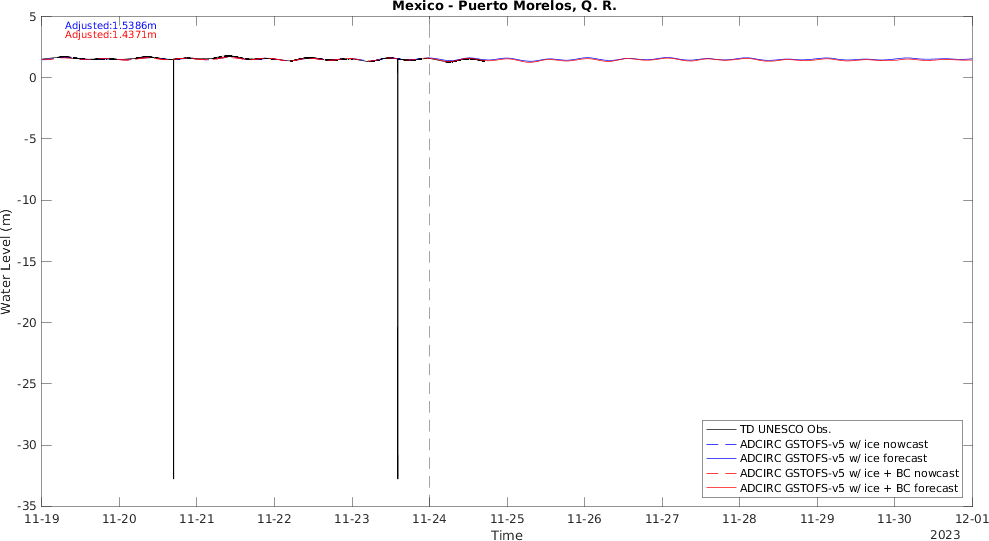 Mexico - Puerto Morelos, Q. R.
Adjusted:1.5386m
Adjusted:1.4371m
Water Level (m)
5
0
-5
-10
-15
-20
-25
-30
-35
TD UNESCO Obs.
ADCIRC GSTOFS-v5 w/ ice nowcast
ADCIRC GSTOFS-v5 w/ ice forecast
ADCIRC GSTOFS-v5 w/ ice + BC nowcast
ADCIRC GSTOFS-v5 w/ ice + BC forecast
11-19 11-20 11-21 11-22 11-23 11-24 11-25 11-26 11-27 11-28 11-29 11-30 12-01
Time
2023